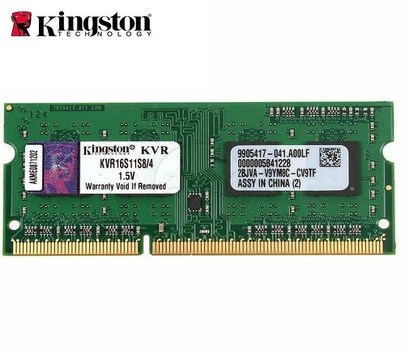 Kingston
TECHNOLOGY
124
Kingston KVR
KVR16S11S8/4
1.5V
Warranty Void If Removed
9905417-041.A00LF
0000005841228
2BJVA-V9YM8C-CV9TF
ASSY IN CHINA (2)